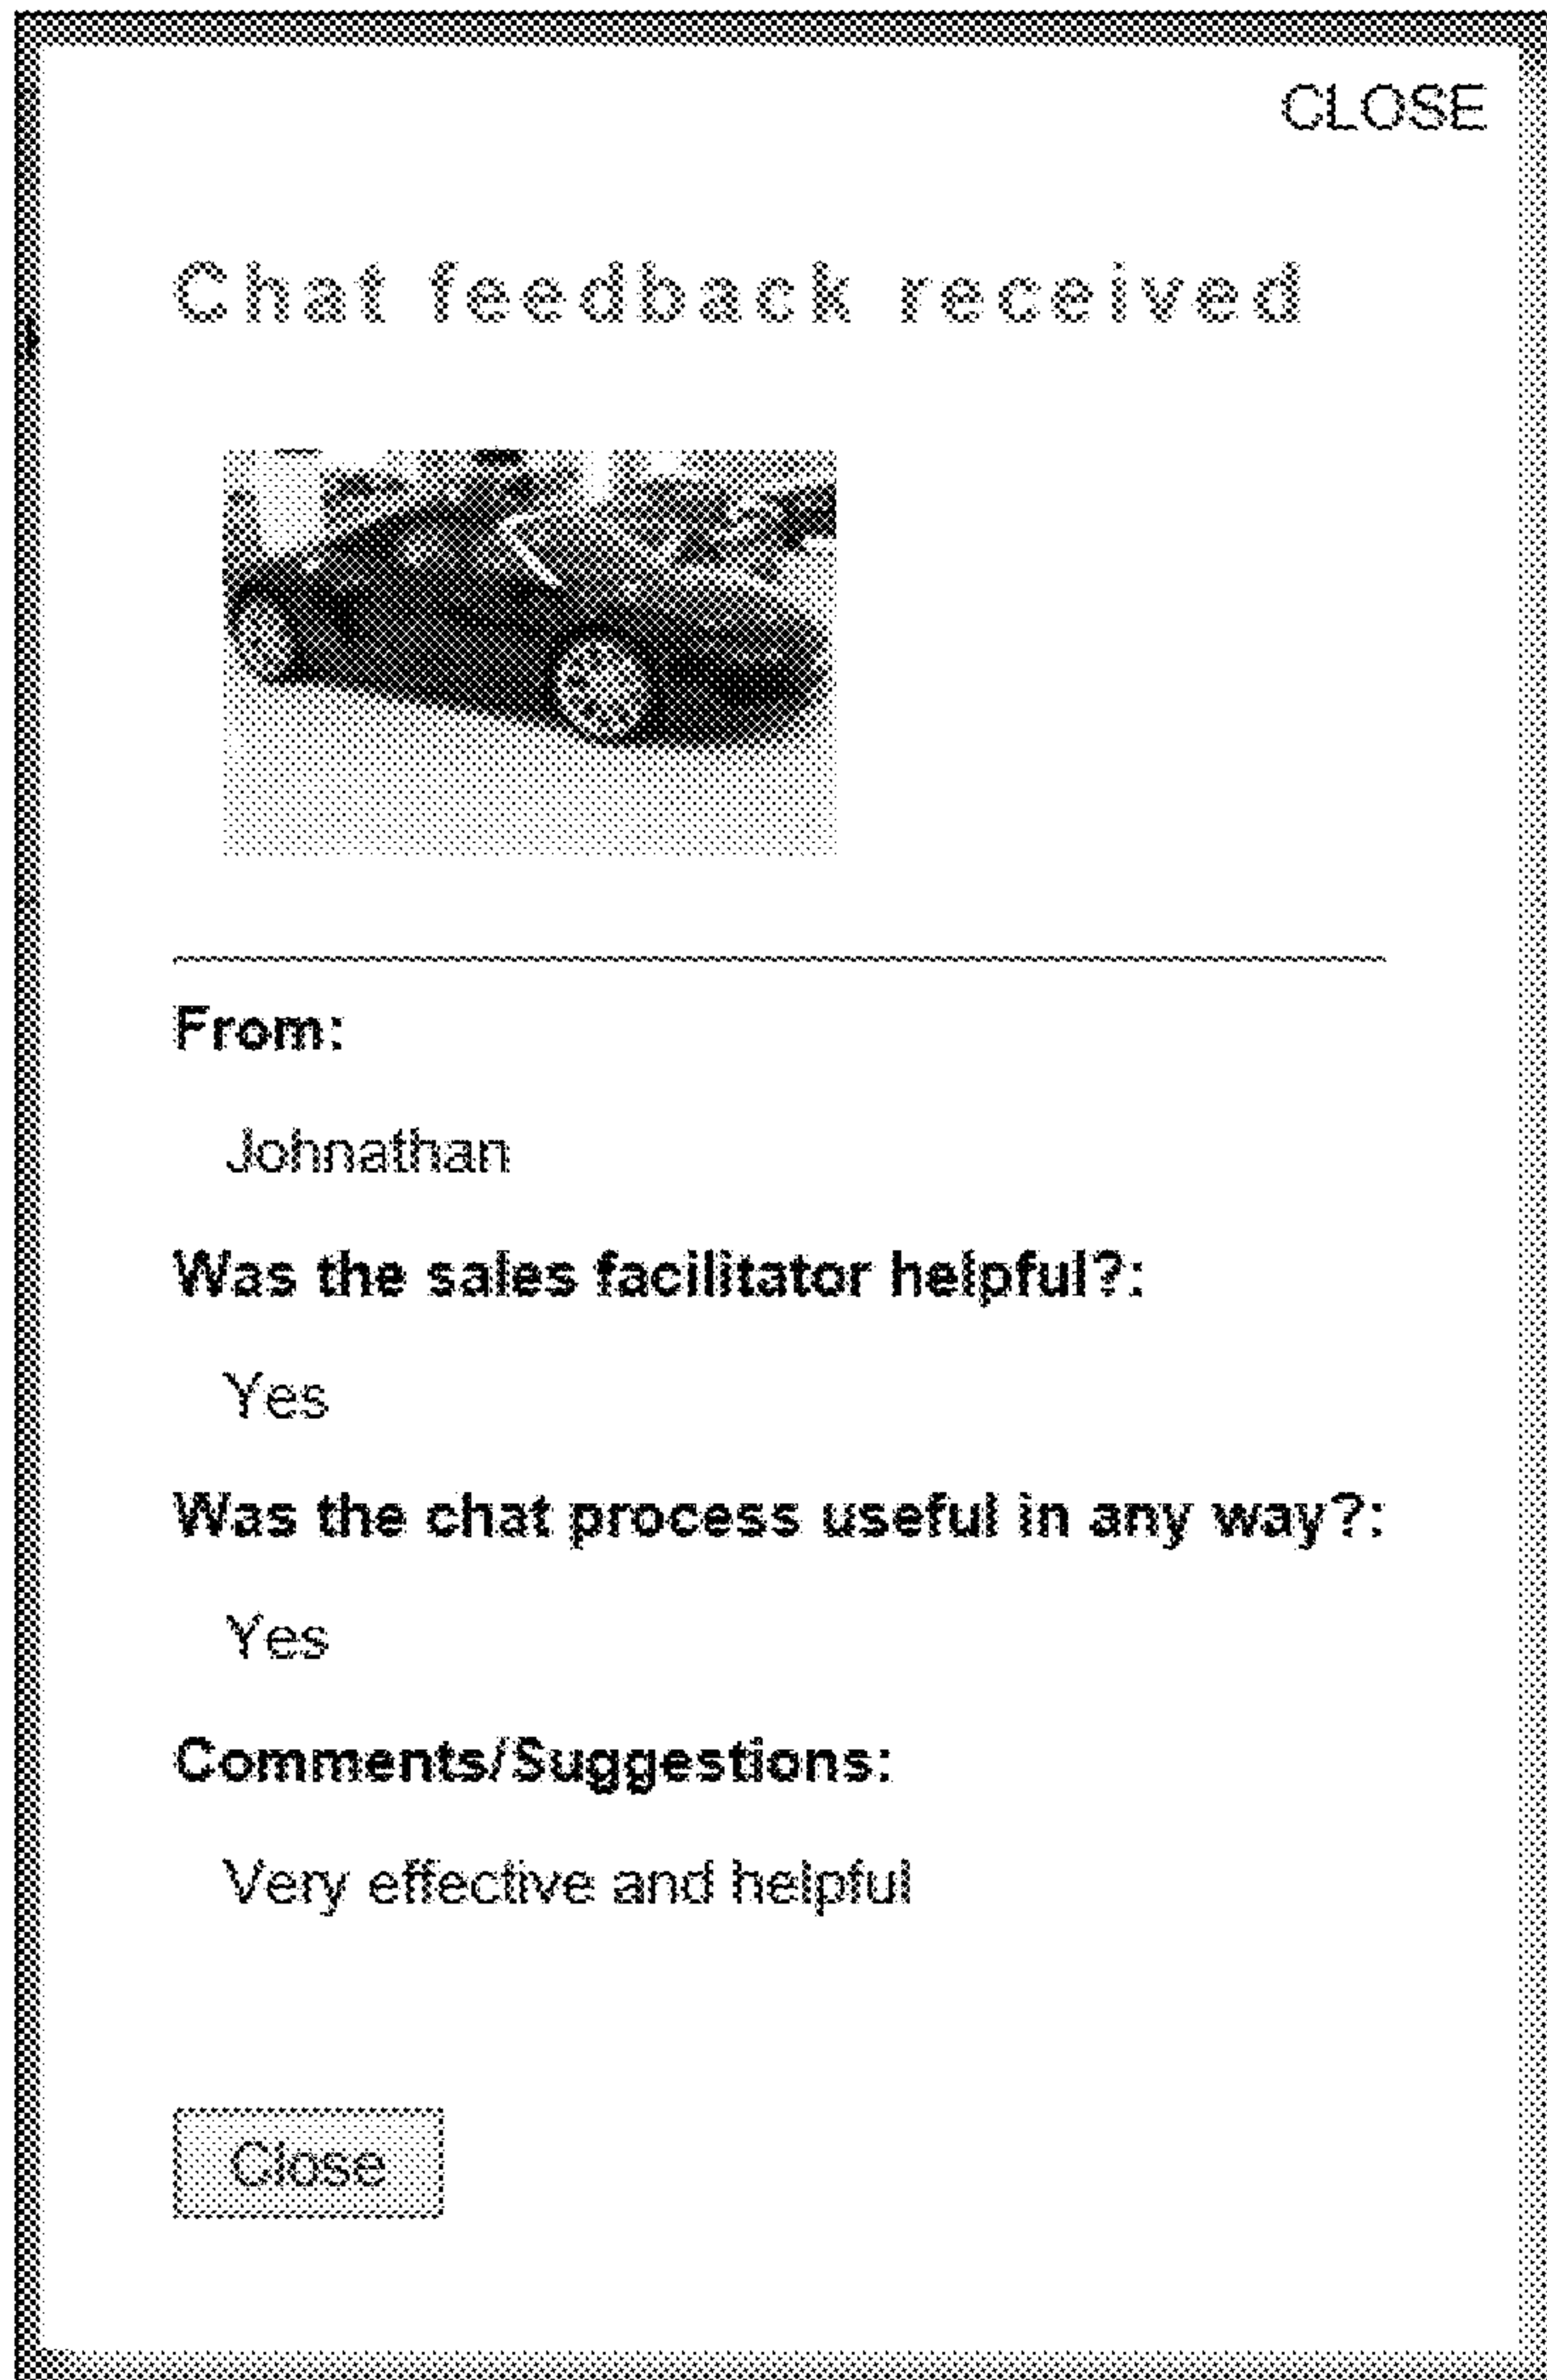 CLOSE
Chat feedback received
From:
Johnathan
Was the sales facilitator helpful?:
Yes
Was the chat process useful in any way?:
Yes
Comments/Suggestions:
Very effective and helpful
Close